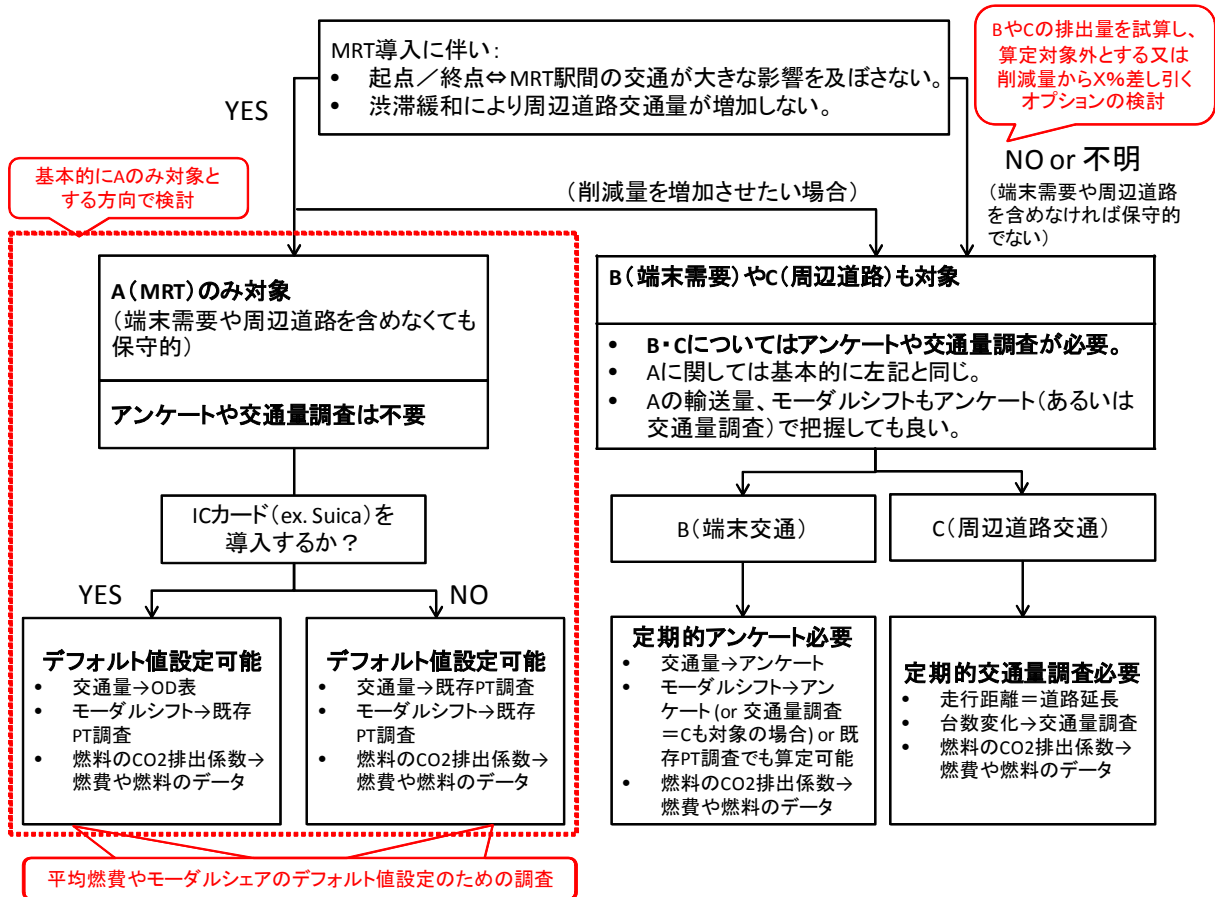 MRT導入に伴い：
• 起点／終点⇔MRT駅間の交通が大きな影響を及ぼさない。
• 渋滞緩和により周辺道路交通量が増加しない。
BやCの排出量を試算し、
算定対象外とする又は
削減量からX%差し引く
オプションの検討
YES
NO or 不明
（端末需要や周辺道路
を含めなければ保守的
でない）
基本的にAのみ対象と
する方向で検討
（削減量を増加させたい場合）
A（MRT）のみ対象
（端末需要や周辺道路を含めなくても
保守的）
アンケートや交通量調査は不要
B（端末需要）やC（周辺道路）も対象
• B・Cについてはアンケートや交通量調査が必要。
• Aに関しては基本的に左記と同じ。
• Aの輸送量、モーダルシフトもアンケート（あるいは
交通量調査）で把握しても良い。
ICカード（ex. Suica）を
導入するか？
YES
NO
B（端末交通）
C（周辺道路交通）
デフォルト値設定可能
• 交通量→OD表
• モーダルシフト→既存
PT調査
• 燃料のCO2排出係数→
燃費や燃料のデータ
デフォルト値設定可能
• 交通量→既存PT調査
• モーダルシフト→既存
PT調査
• 燃料のCO2排出係数→
燃費や燃料のデータ
定期的アンケート必要
• 交通量→アンケート
• モーダルシフト→アン
ケート (or 交通量調査
＝Cも対象の場合) or 既
存PT調査でも算定可能
• 燃料のCO2排出係数→
燃費や燃料のデータ
定期的交通量調査必要
• 走行距離＝道路延長
• 台数変化→交通量調査
• 燃料のCO2排出係数→
燃費や燃料のデータ
平均燃費やモーダルシェアのデフォルト値設定のための調査